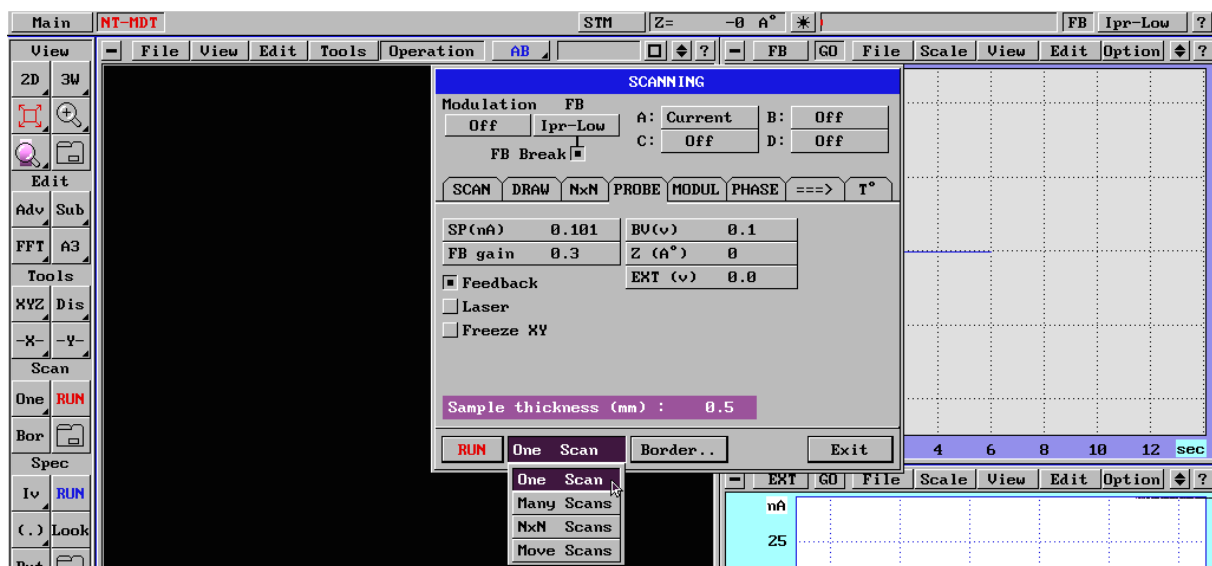 Main NT-MDT STM Z= -0 A° FB Ipr-Low ?
View - File View Edit Tools Operation AB ? - FB GO File Scale View Edit Option ?
2D 3W
SCANNING
Modulation FB
Off Ipr-Low A: Current B: Off
FB Break C: Off D: Off
Edit
SCAN DRAW NxN PROBE MODUL PHASE ===> T°
Adv Sub
SP(nA) 0.101 BV(v) 0.1
FFT A3
FB gain 0.3 Z (A°) 0
Tools
Feedback EXT (v) 0.0
XYZ Dis
Laser
Freeze XY
-X- -Y-
Scan
One RUN
Sample thickness (mm) : 0.5
Bor
RUN One Scan Border.. Exit
4 6 8 10 12 sec
Spec
One Scan
- EXT GO File Scale View Edit Option ?
Iv RUN
Many Scans
nA
(.) Look
NxN Scans
25
Move Scans